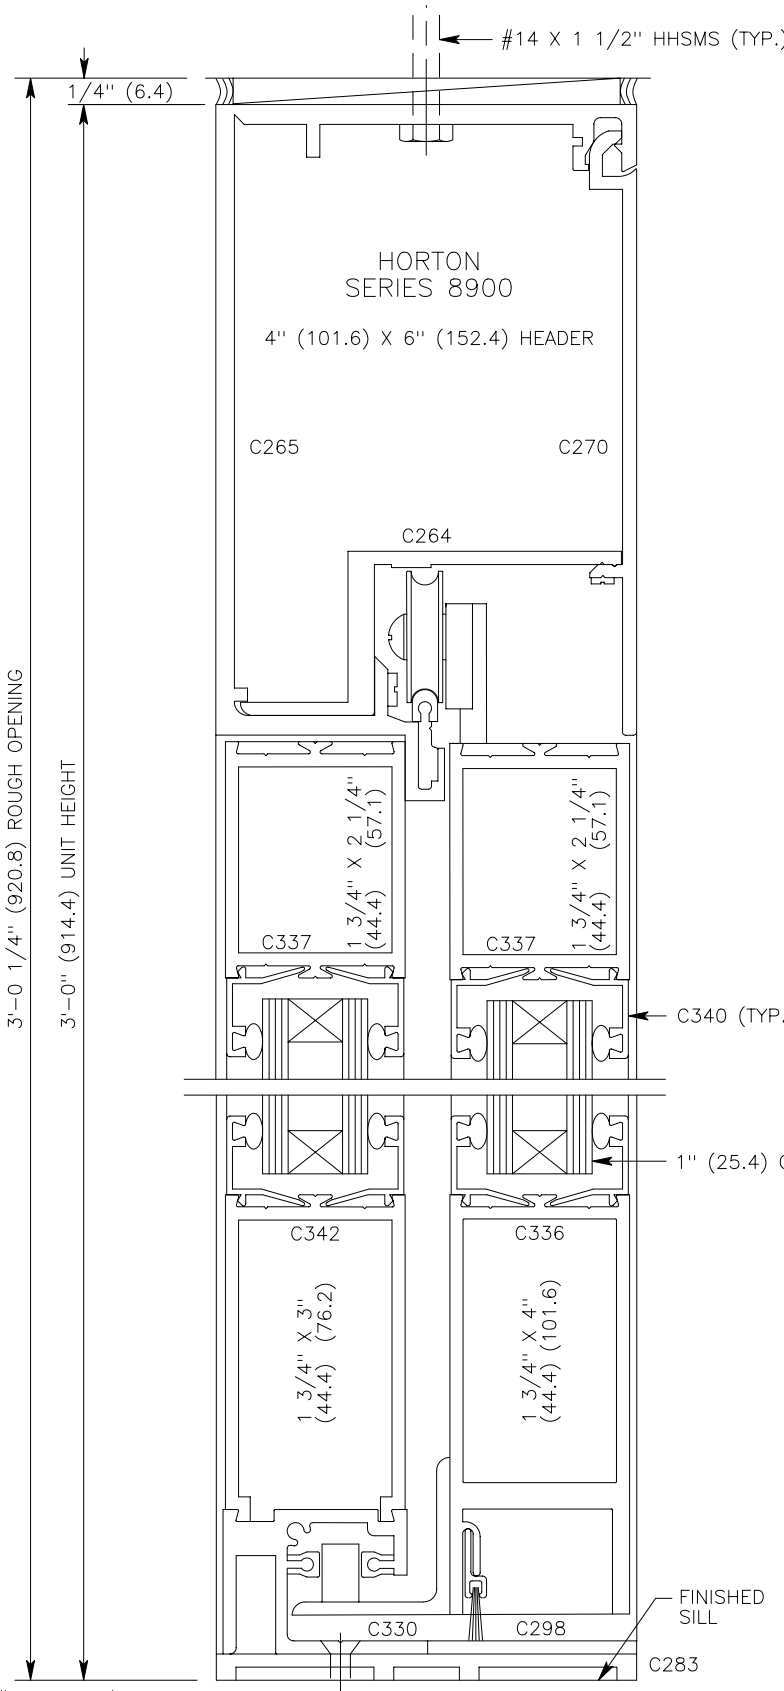 #14 X 1 1/2" HHSMS (TYP.)
1/4" (6.4)
HORTON
SERIES 8900
4" (101.6) X 6" (152.4) HEADER
C265
C270
C264
3'-0 1/4" (920.8) ROUGH OPENING
3'-0" (914.4) UNIT HEIGHT
1 3/4" X 2 1/4"
(44.4) (57.1)
1 3/4" X 2 1/4"
(44.4) (57.1)
C337
C337
C340 (TYP.
1" (25.4)
C342
C336
1 3/4" X 3"
(44.4) (76.2)
1 3/4" X 4"
(44.4) (101.6)
FINISHED
SILL
C330
C298
C283